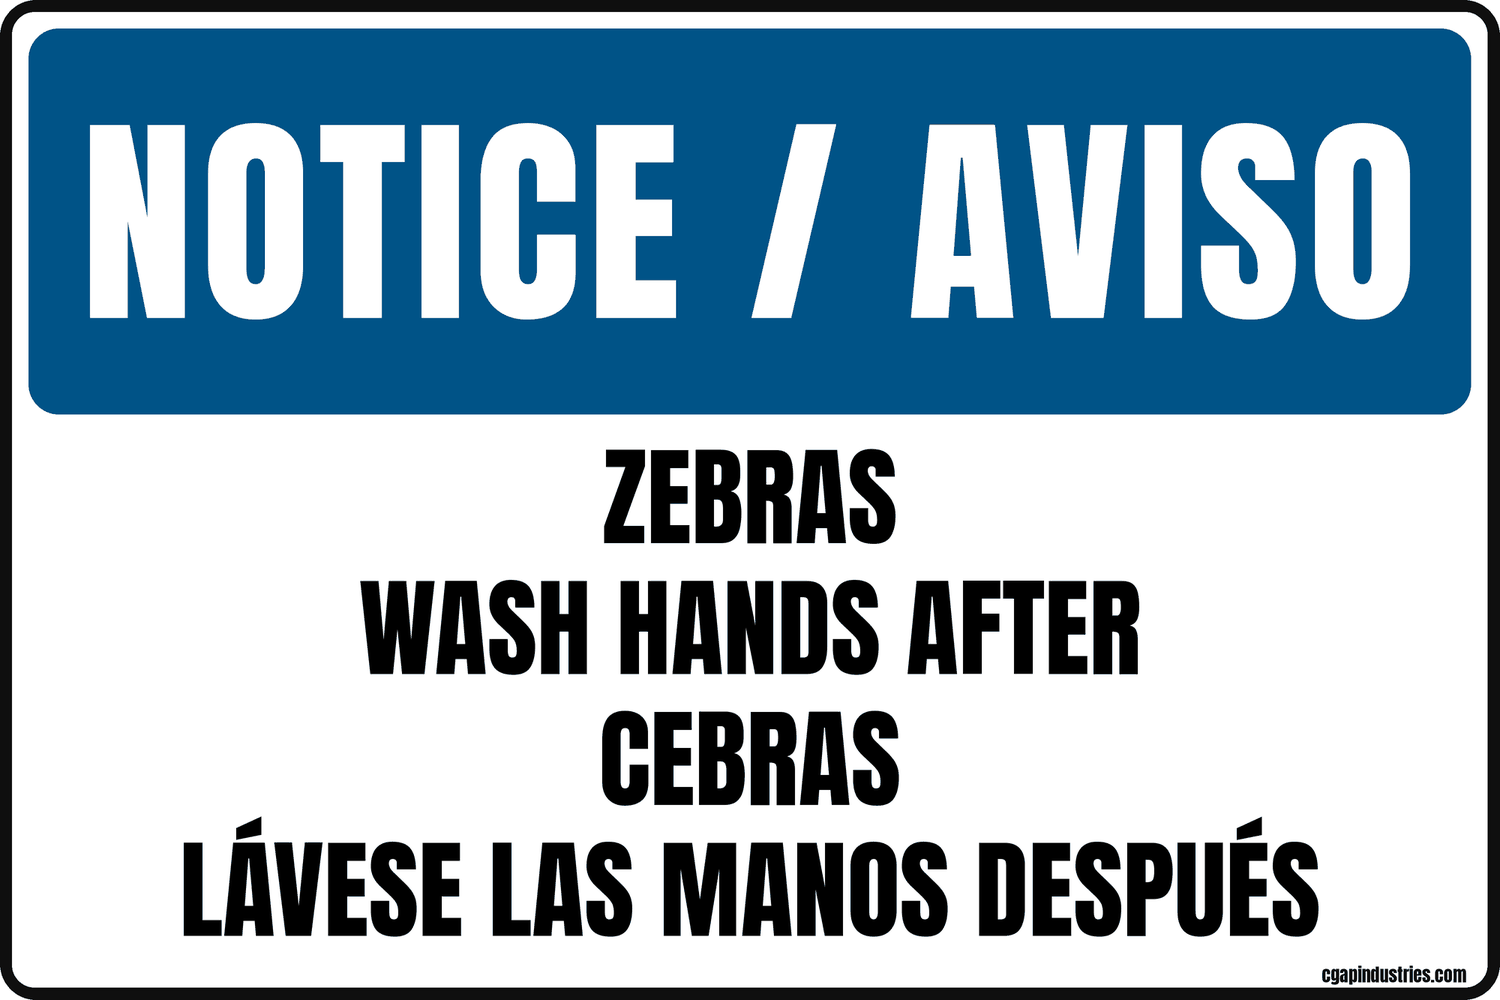 NOTICE / AVISO
ZEBRAS
WASH HANDS AFTER
CEBRAS
LÁVESE LAS MANOS DESPUÉS
cgapindustries.com